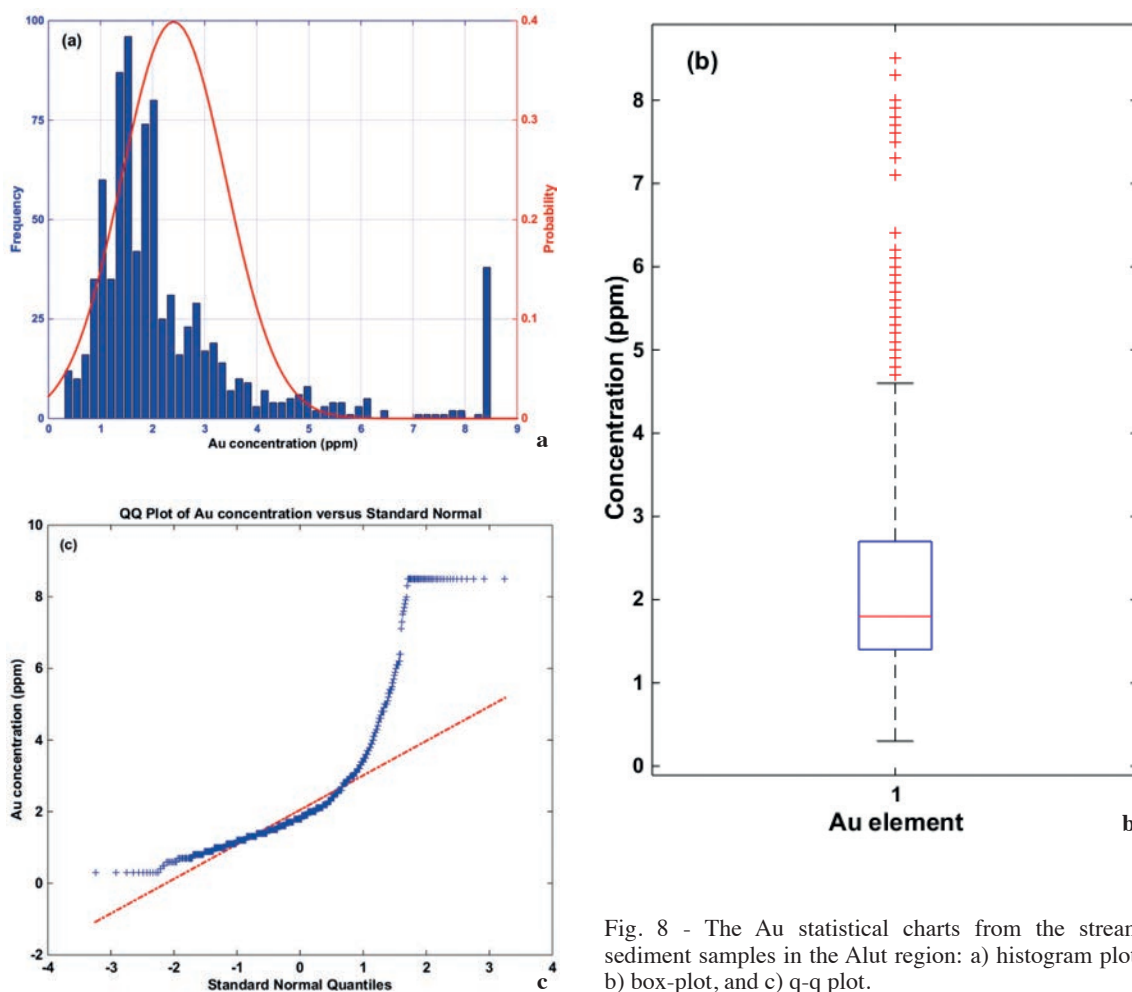 (a)
100
75
50
25
0
Frequency
0.4
0.3
0.2
0.1
0
Probability
0 1 2 3 4 5 6 7 8 9
Au concentration (ppm)
a
(b)
8
7
6
5
4
3
2
1
0
Concentration (ppm)
1
Au element
b
QQ Plot of Au concentration versus Standard Normal
(c)
10
8
6
4
2
0
-2
Au concentration (ppm)
-4 -3 -2 -1 0 1 2 3 4
Standard Normal Quantiles
c
Fig. 8 - The Au statistical charts from the stream
sediment samples in the Alut region: a) histogram plot
b) box-plot, and c) q-q plot.